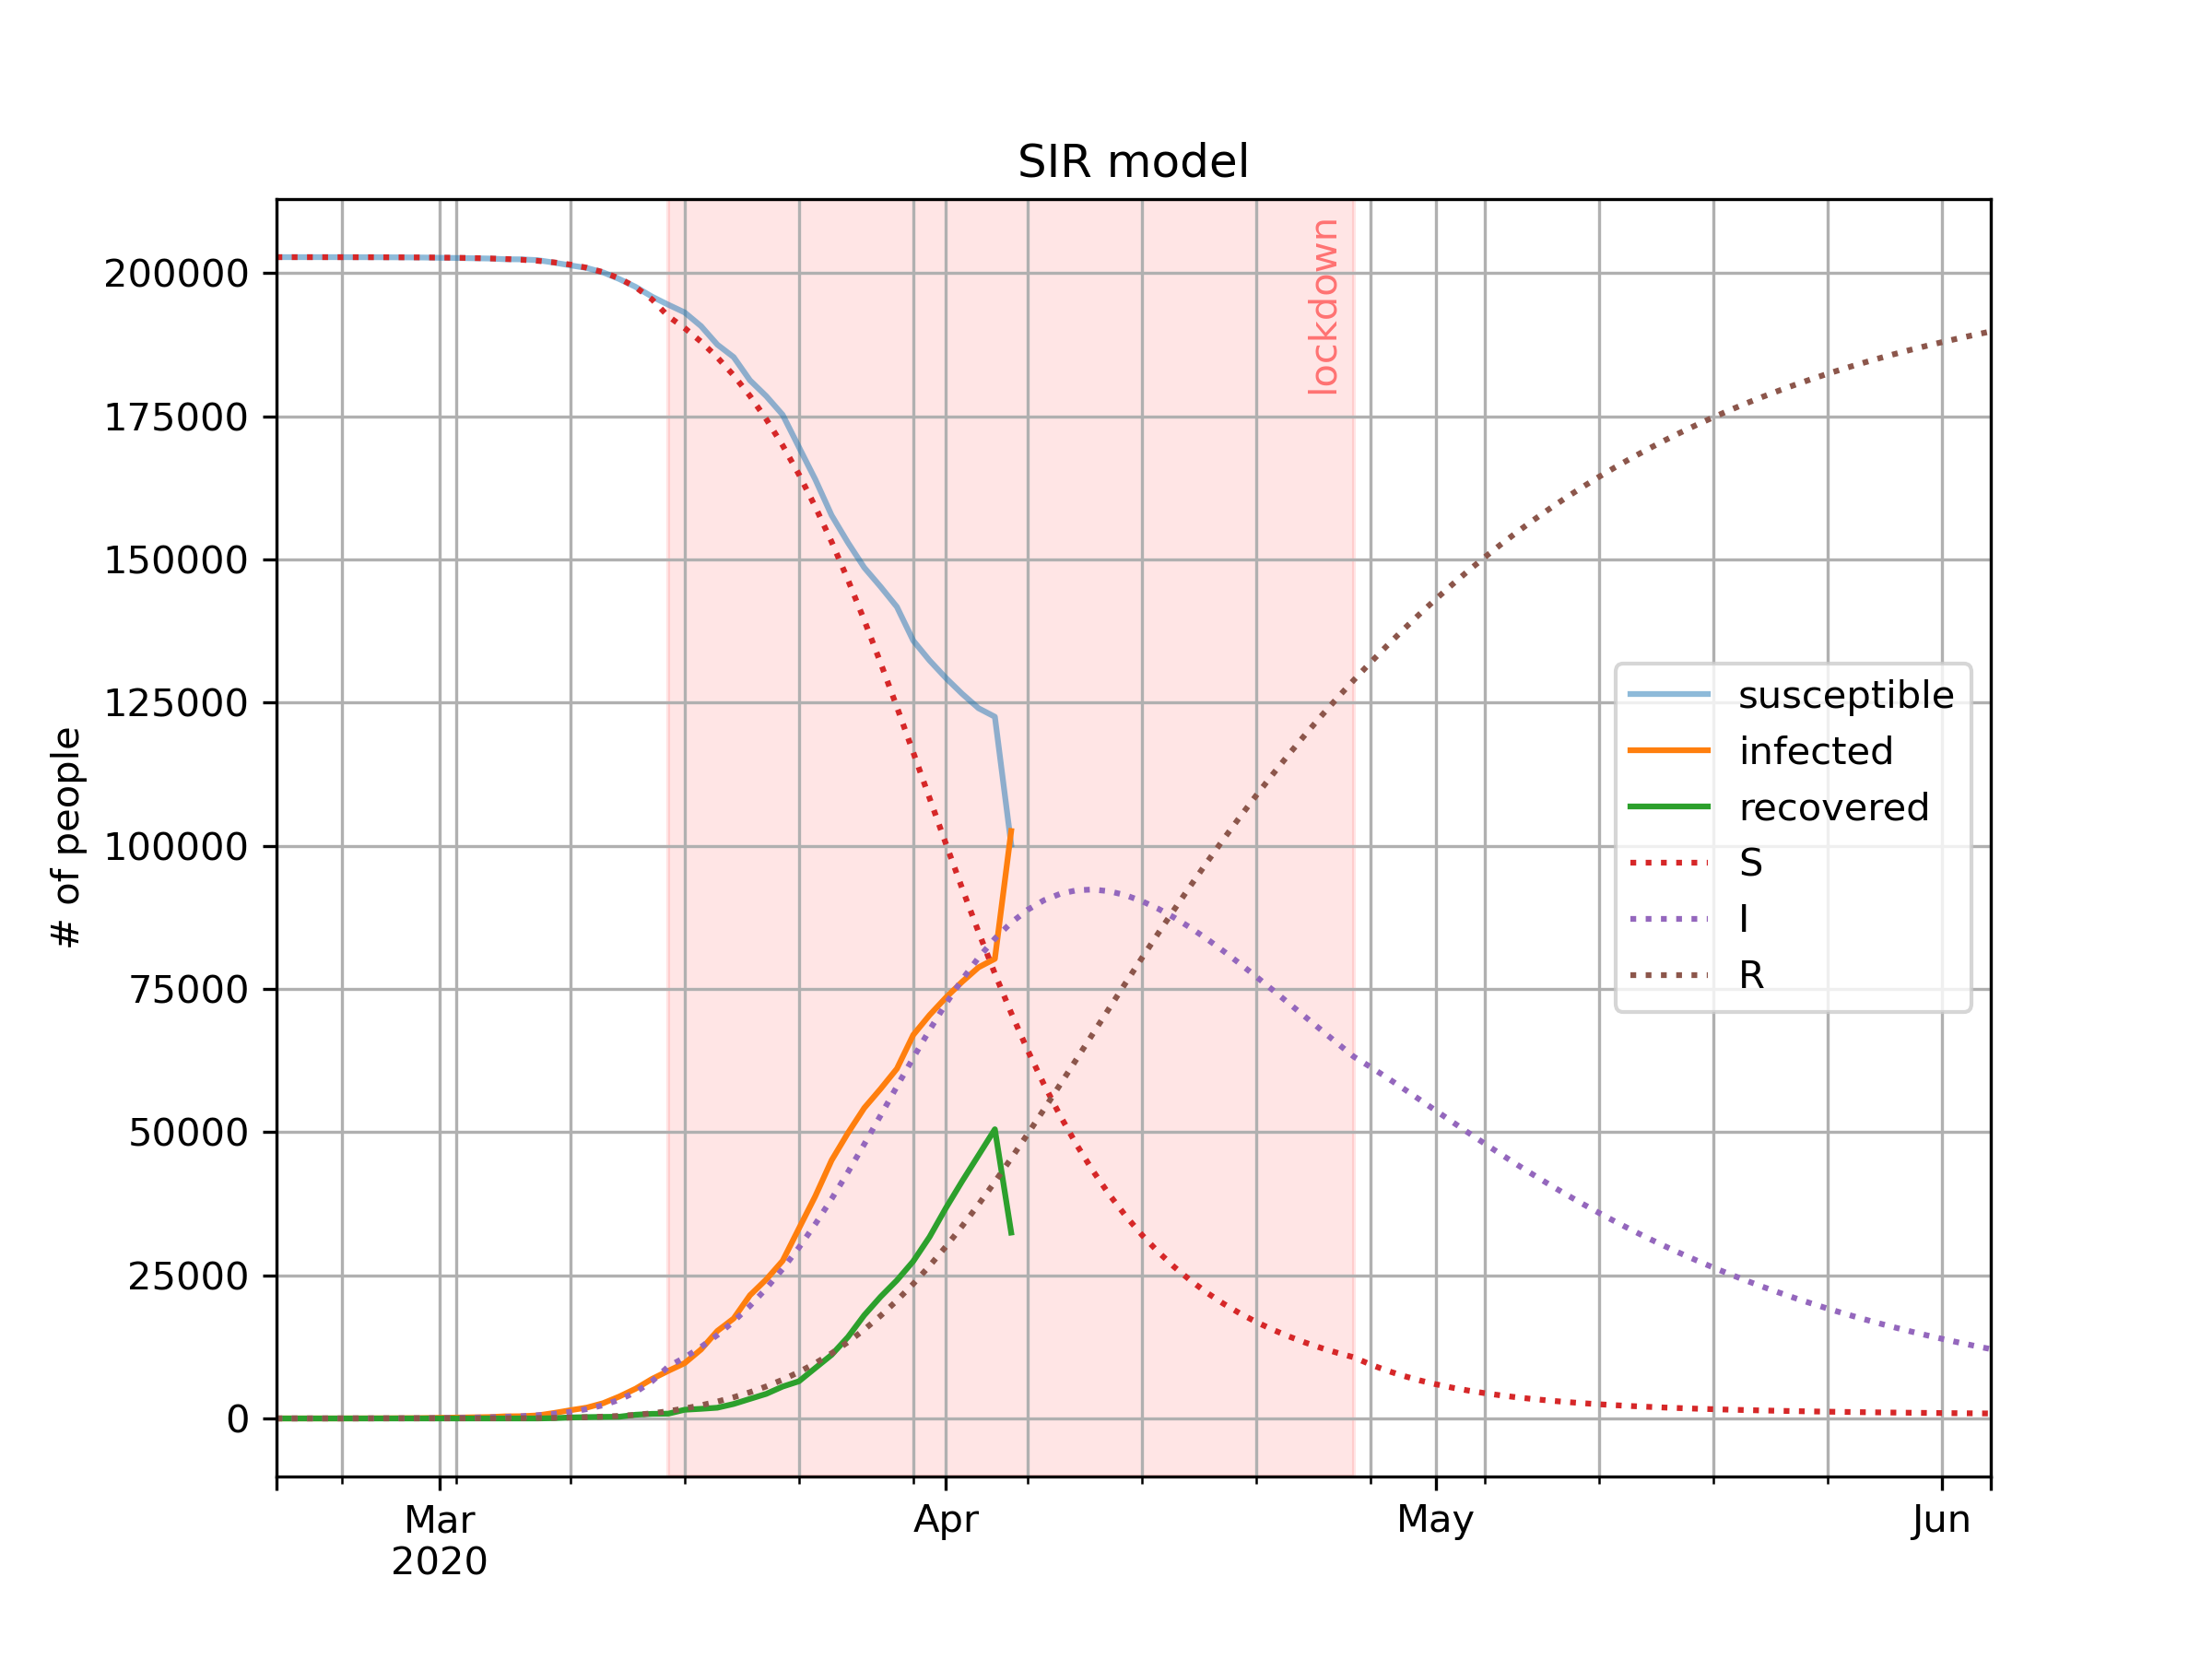 SIR model
# of people
200000
175000
150000
125000
100000
75000
50000
25000
0
lockdown
susceptible
infected
recovered
S
I
R
Mar
2020
Apr
May
Jun